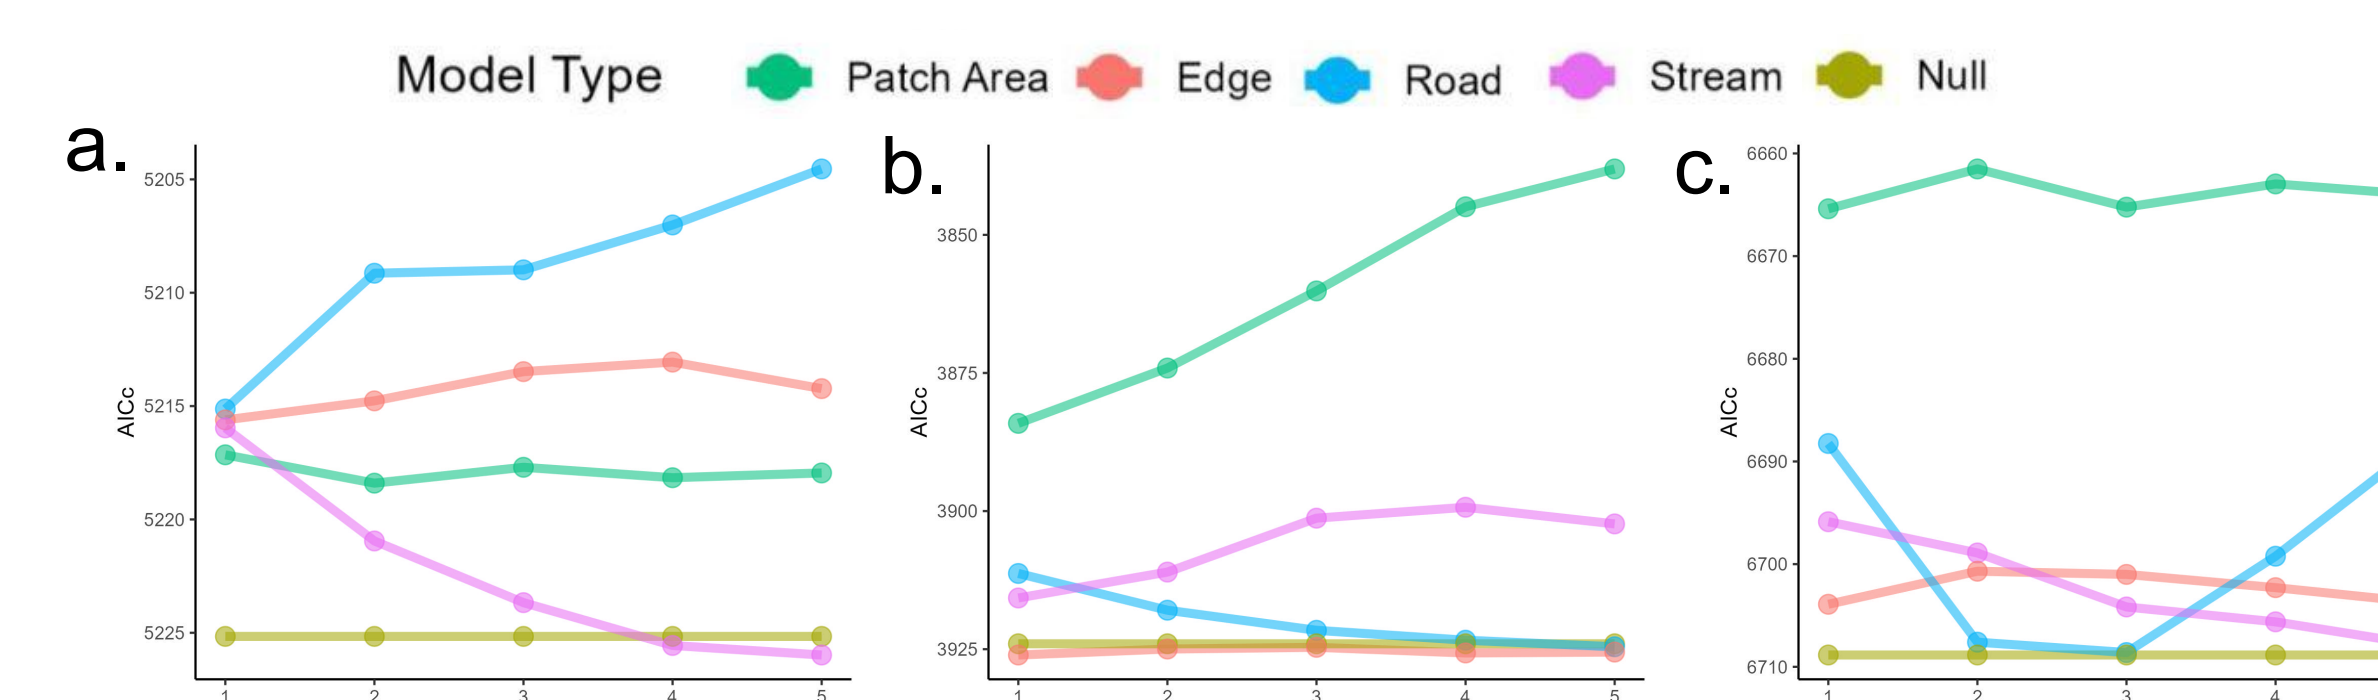 Model Type Patch Area Edge Road Stream Null
a.
5205
5210
5215
5220
5225
AICc
1 2 3 4 5
b.
3850
3875
3900
3925
AICc
1 2 3 4 5
c.
6660
6670
6680
6690
6700
6710
AICc
1 2 3 4